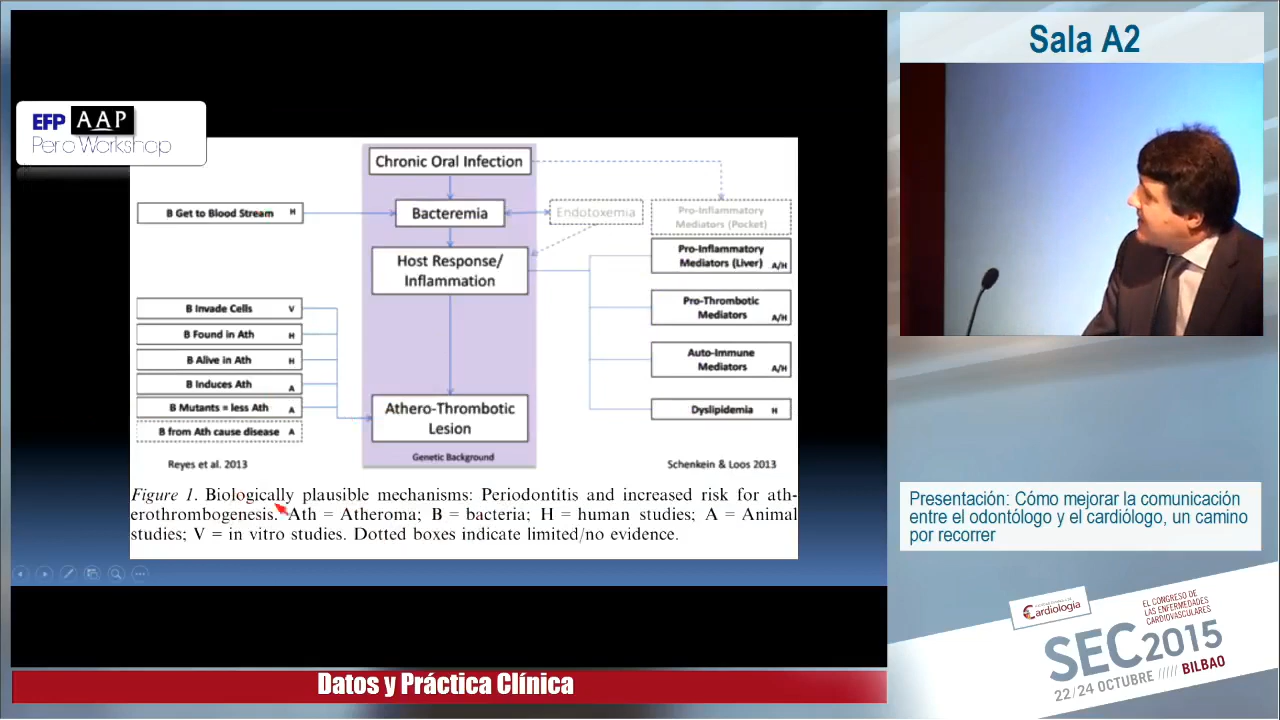 EFP AAP
Perio Workshop
Chronic Oral Infection
B Get to Blood Stream H
Bacteremia
Endotoxemia
Pro-Inflammatory
Mediators (Pocket)
Host Response/
Inflammation
Pro-Inflammatory
Mediators (Liver) A/H
B Invade Cells V
B Found in Ath H
B Alive in Ath H
B Induces Ath A
B Mutants = less Ath A
B from Ath cause disease A
Pro-Thrombotic
Mediators A/H
Auto-Immune
Mediators A/H
Dyslipidemia H
Athero-Thrombotic
Lesion
Genetic Background
Reyes et al. 2013
Schenkein & Loos 2013
Figure 1. Biologically plausible mechanisms: Periodontitis and increased risk for ath-
erothrombogenesis. Ath = Atheroma; B = bacteria; H = human studies; A = Animal
studies; V = in vitro studies. Dotted boxes indicate limited/no evidence.
Datos y Práctica Clínica
Sala A2
Presentación: Cómo mejorar la comunicación
entre el odontólogo y el cardiólogo, un camino
por recorrer
Cardiología
EL CONGRESO
DE LAS ENFERMEDADES
CARDIOVASCULARES
SEC2015
22/24 OCTUBRE ///// BILBAO